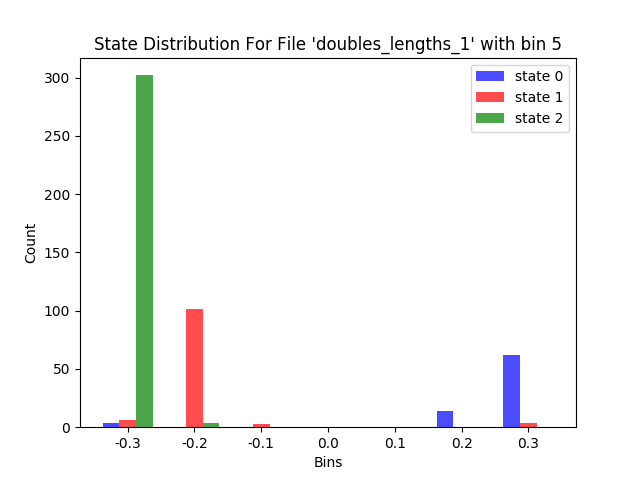 State Distribution For File 'doubles_lengths_1' with bin 5
state 0
state 1
state 2
300
250
200
150
100
50
0
Count
-0.3 -0.2 -0.1 0.0 0.1 0.2 0.3
Bins